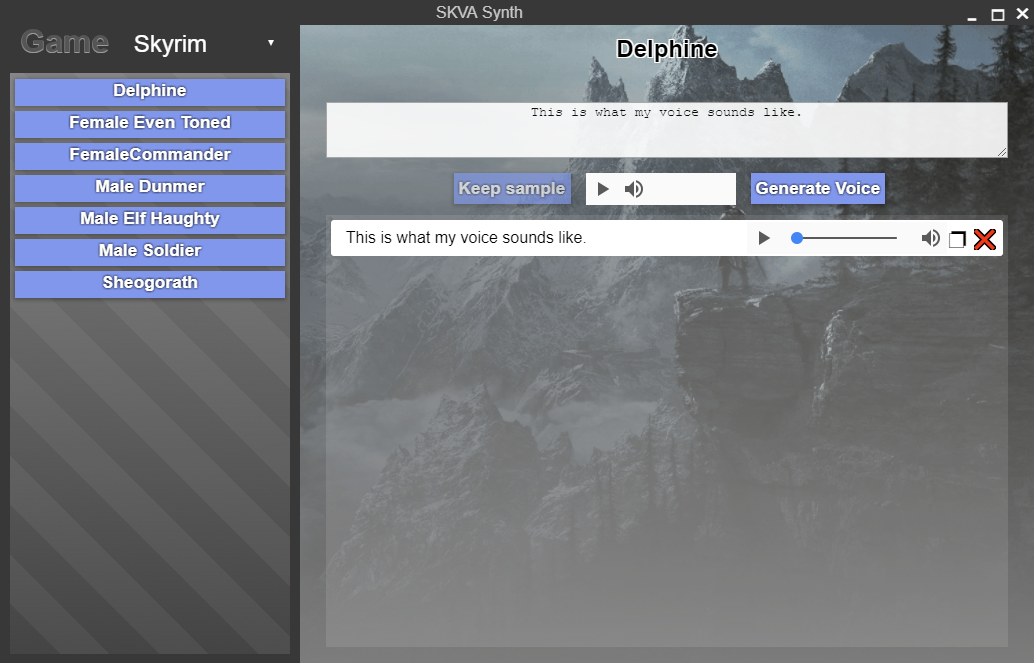 SKVA Synth
Game Skyrim
Delphine
Female Even Toned
FemaleCommander
Male Dunmer
Male Elf Haughty
Male Soldier
Sheogorath
Delphine
This is what my voice sounds like.
Keep sample
Generate Voice
This is what my voice sounds like.